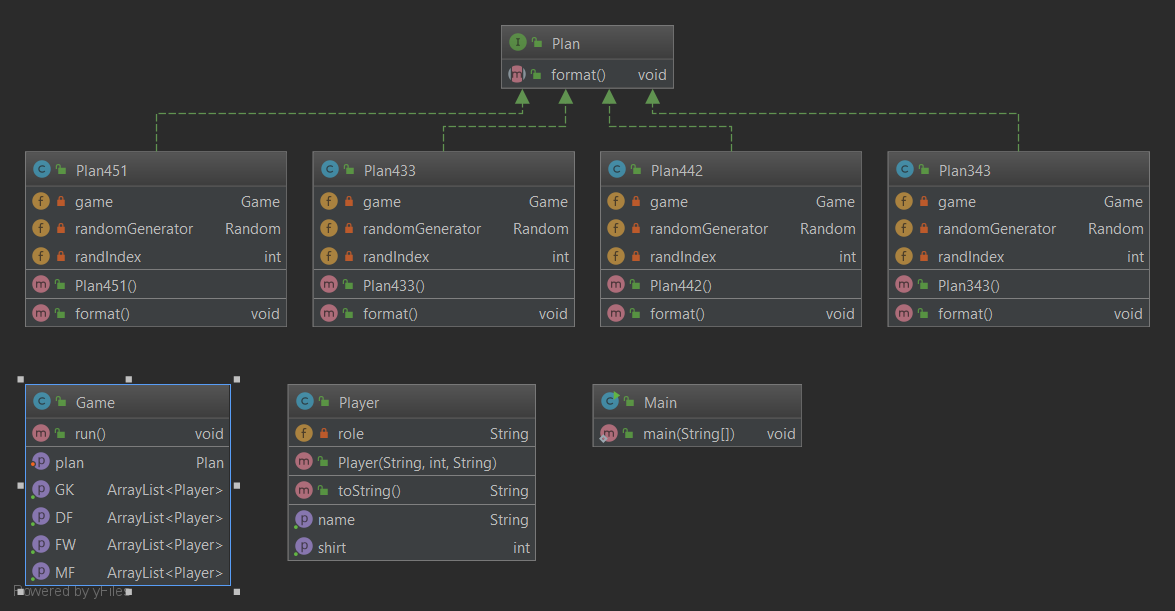 Plan
format() void
Plan451
game Game
randomGenerator Random
randIndex int
Plan451()
format() void
Plan433
game Game
randomGenerator Random
randIndex int
Plan433()
format() void
Plan442
game Game
randomGenerator Random
randIndex int
Plan442()
format() void
Plan343
game Game
randomGenerator Random
randIndex int
Plan343()
format() void
Game
run() void
plan Plan
GK ArrayList<Player>
DF ArrayList<Player>
FW ArrayList<Player>
MF ArrayList<Player>
Player
role String
Player(String, int, String)
toString() String
name String
shirt int
Main
main(String[]) void
Powered by yFiles